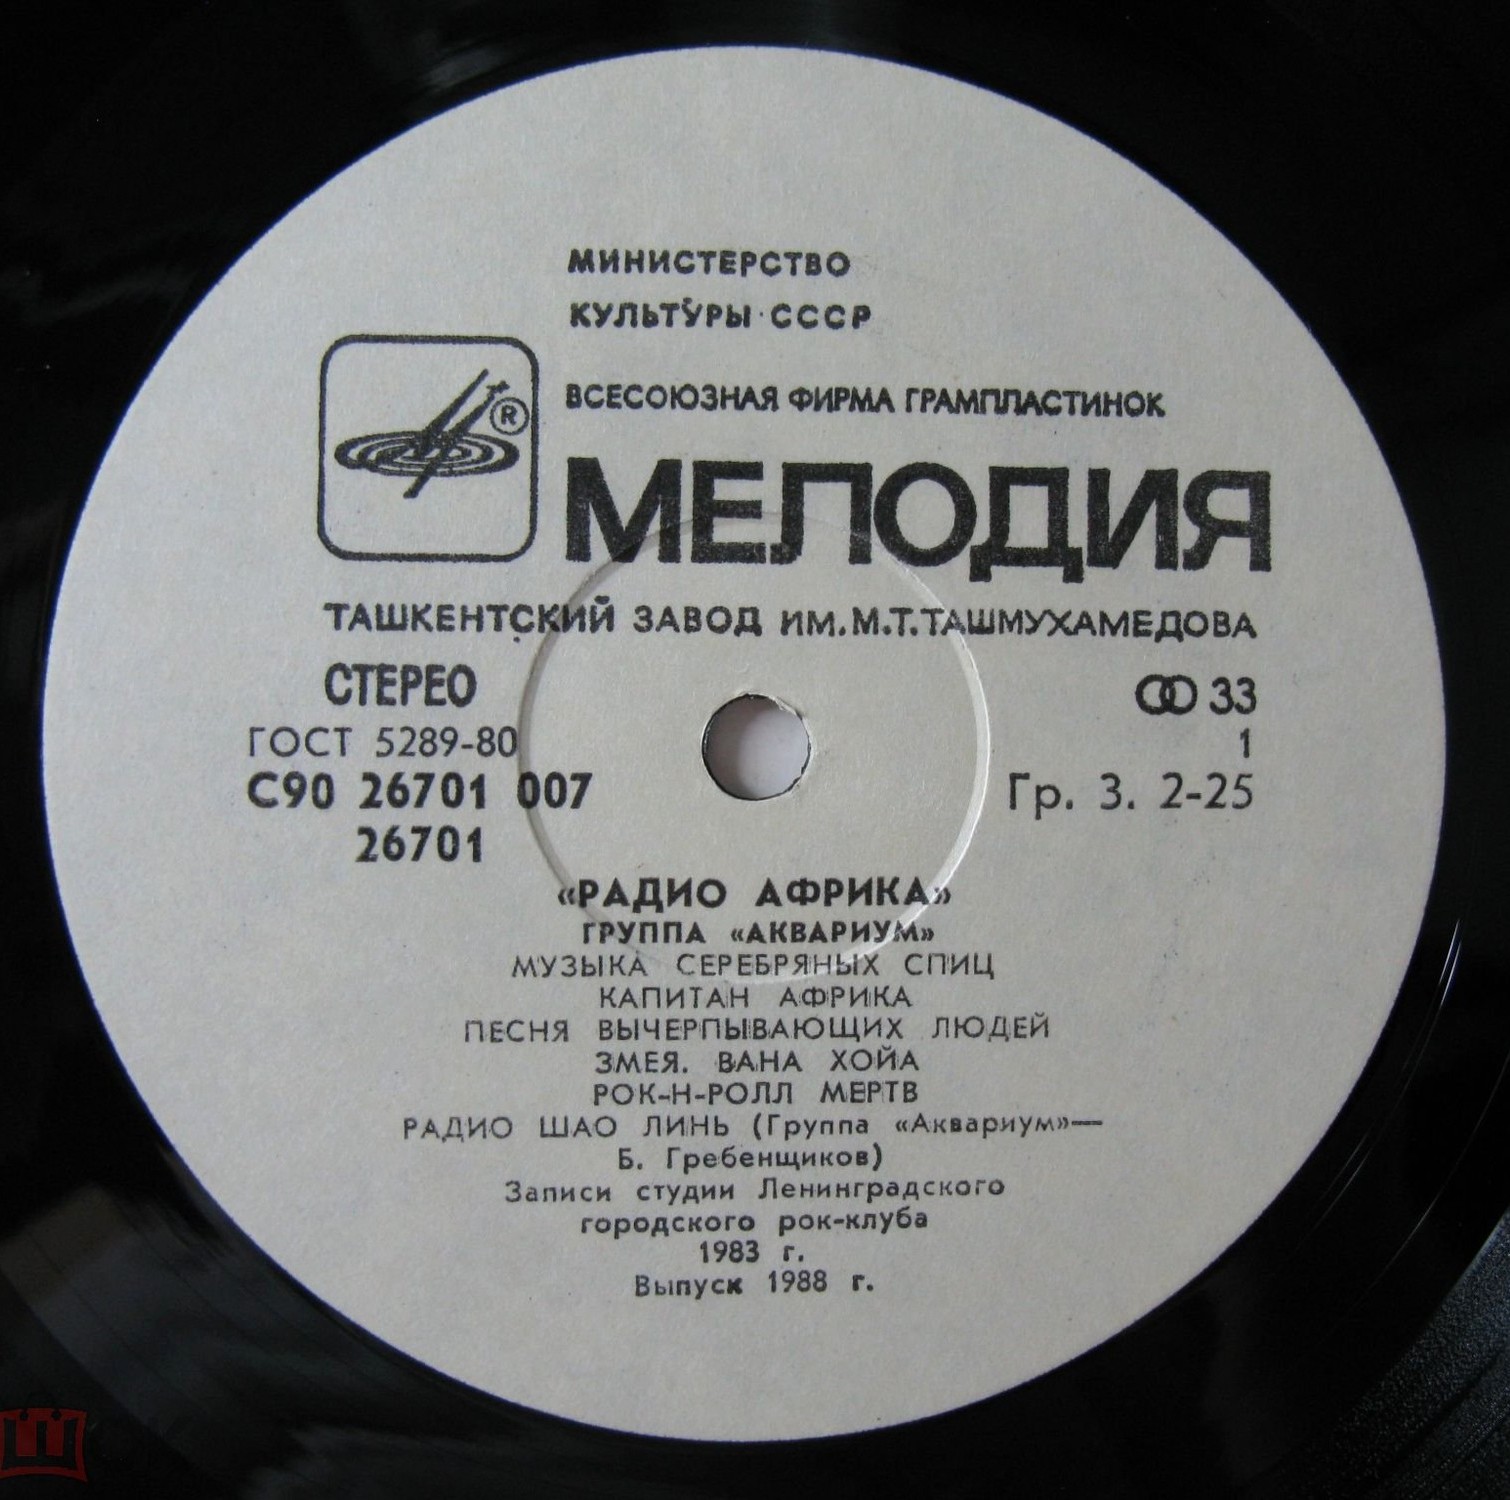 МИНИСТЕРСТВО
КУЛЬТУРЫ СССР
ВСЕСОЮЗНАЯ ФИРМА ГРАМПЛАСТИНОК
®
МЕЛОДИЯ
ТАШКЕНТСКИЙ ЗАВОД ИМ. М.Т. ТАШМУХАМЕДОВА
СТЕРЕО
33
ГОСТ 5289-80
1
С90 26701 007
Гр. 3. 2-25
26701
«РАДИО АФРИКА»
ГРУППА «АКВАРИУМ»
МУЗЫКА СЕРЕБРЯНЫХ СПИЦ
КАПИТАН АФРИКА
ПЕСНЯ ВЫЧЕРПЫВАЮЩИХ ЛЮДЕЙ
ЗМЕЯ. ВАНА ХОЙА
РОК-Н-РОЛЛ МЕРТВ
РАДИО ШАО ЛИНЬ (Группа «Аквариум»—
Б. Гребенщиков)
Записи студии Ленинградского
городского рок-клуба
1983 г.
Выпуск 1988 г.